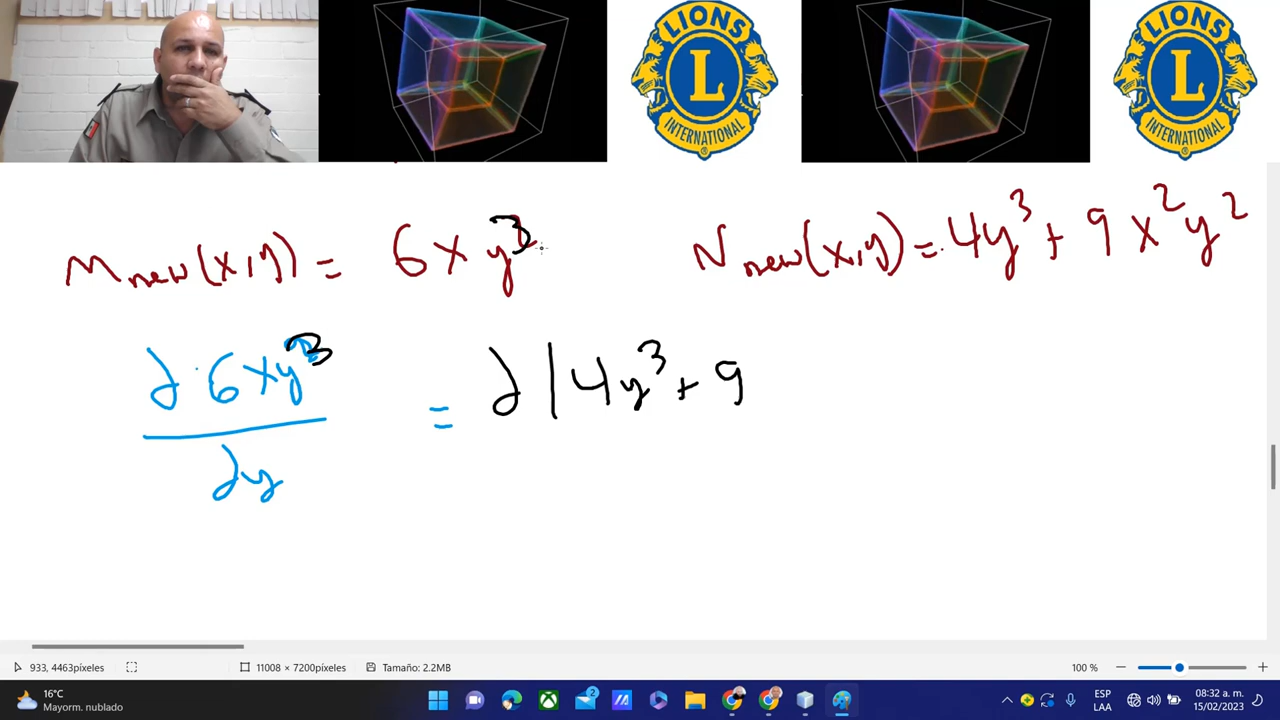 LIONS
L
INTERNATIONAL
LIONS
L
INTERNATIONAL
Mnew(x,y) = 6xy³
Nnew(x,y) = 4y³ + 9x²y²
∂·6xy³
= ∂|4y³ + 9
∂y
933, 4463píxeles
11008 × 7200píxeles
Tamaño: 2.2MB
100 %
16°C
Mayorm. nublado
2
ESP
LAA
08:32 a. m.
15/02/2023